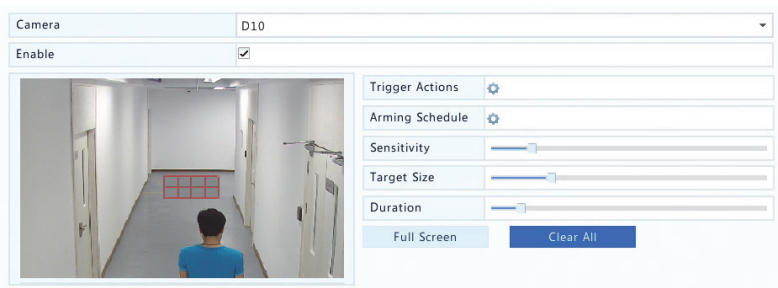 Camera
D10
Enable
Trigger Actions
Arming Schedule
Sensitivity
Target Size
Duration
Full Screen
Clear All